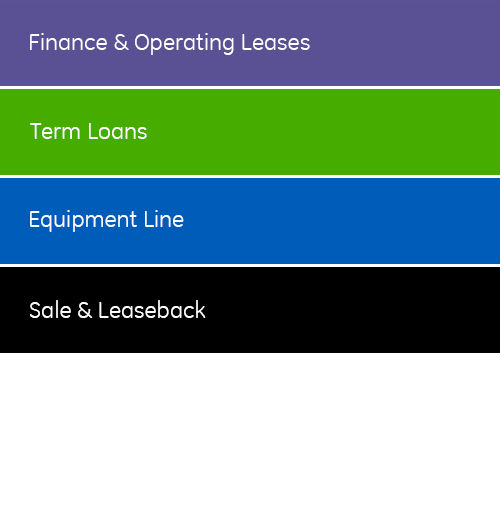 Finance & Operating Leases
Term Loans
Equipment Line
Sale & Leaseback